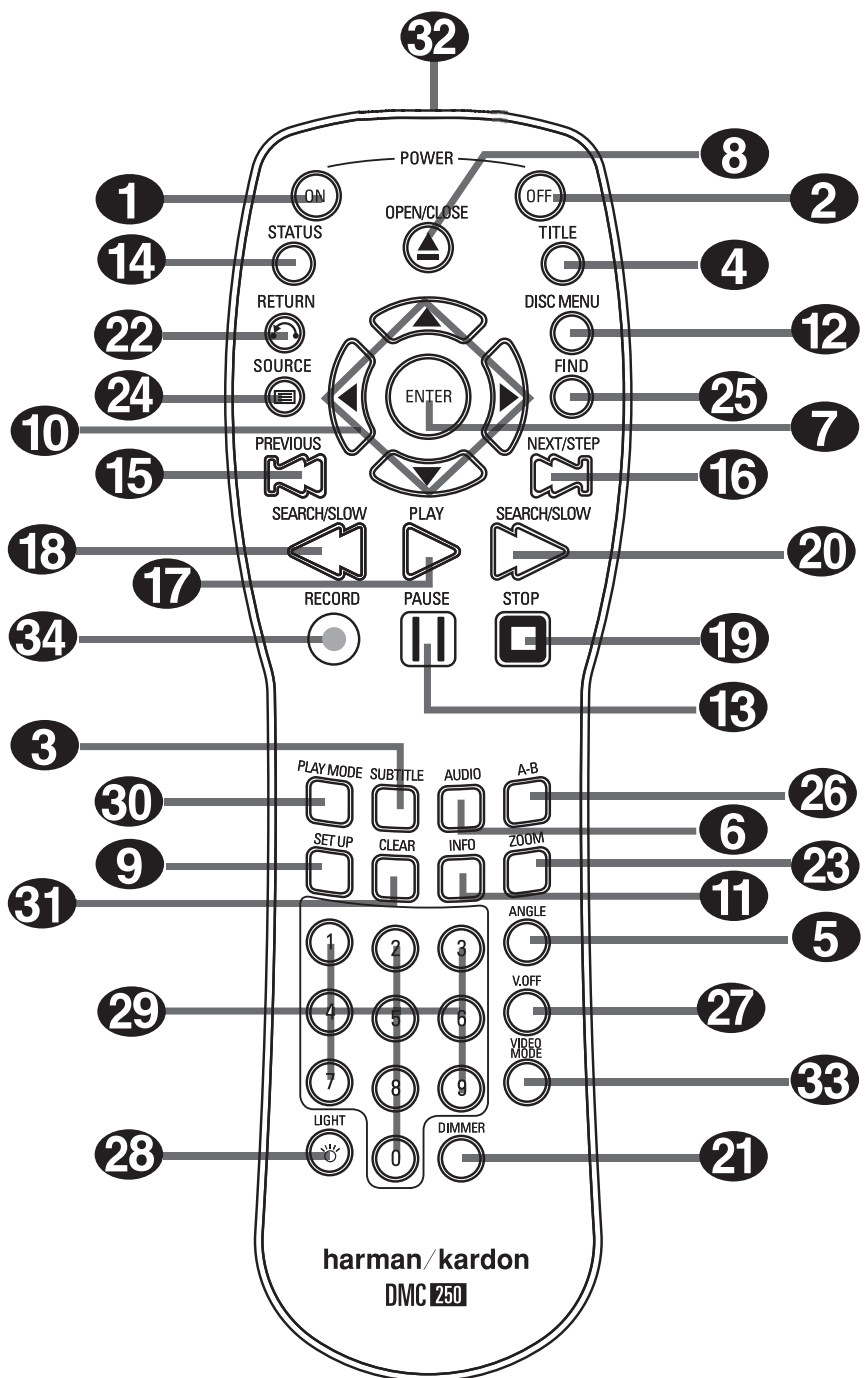 32
POWER
8
1
ON
OFF
2
OPEN/CLOSE
STATUS
TITLE
14
4
RETURN
DISC MENU
22
12
SOURCE
FIND
24
ENTER
25
10
7
PREVIOUS
NEXT/STEP
15
16
SEARCH/SLOW
PLAY
SEARCH/SLOW
18
20
17
RECORD
PAUSE
STOP
34
19
13
3
PLAY MODE
SUBTITLE
AUDIO
A-B
30
26
6
SET UP
CLEAR
INFO
ZOOM
9
23
31
11
ANGLE
1
2
3
5
V.OFF
29
4
5
6
27
VIDEO
MODE
7
8
9
33
LIGHT
DIMMER
28
0
21
harman/kardon
DMC 250